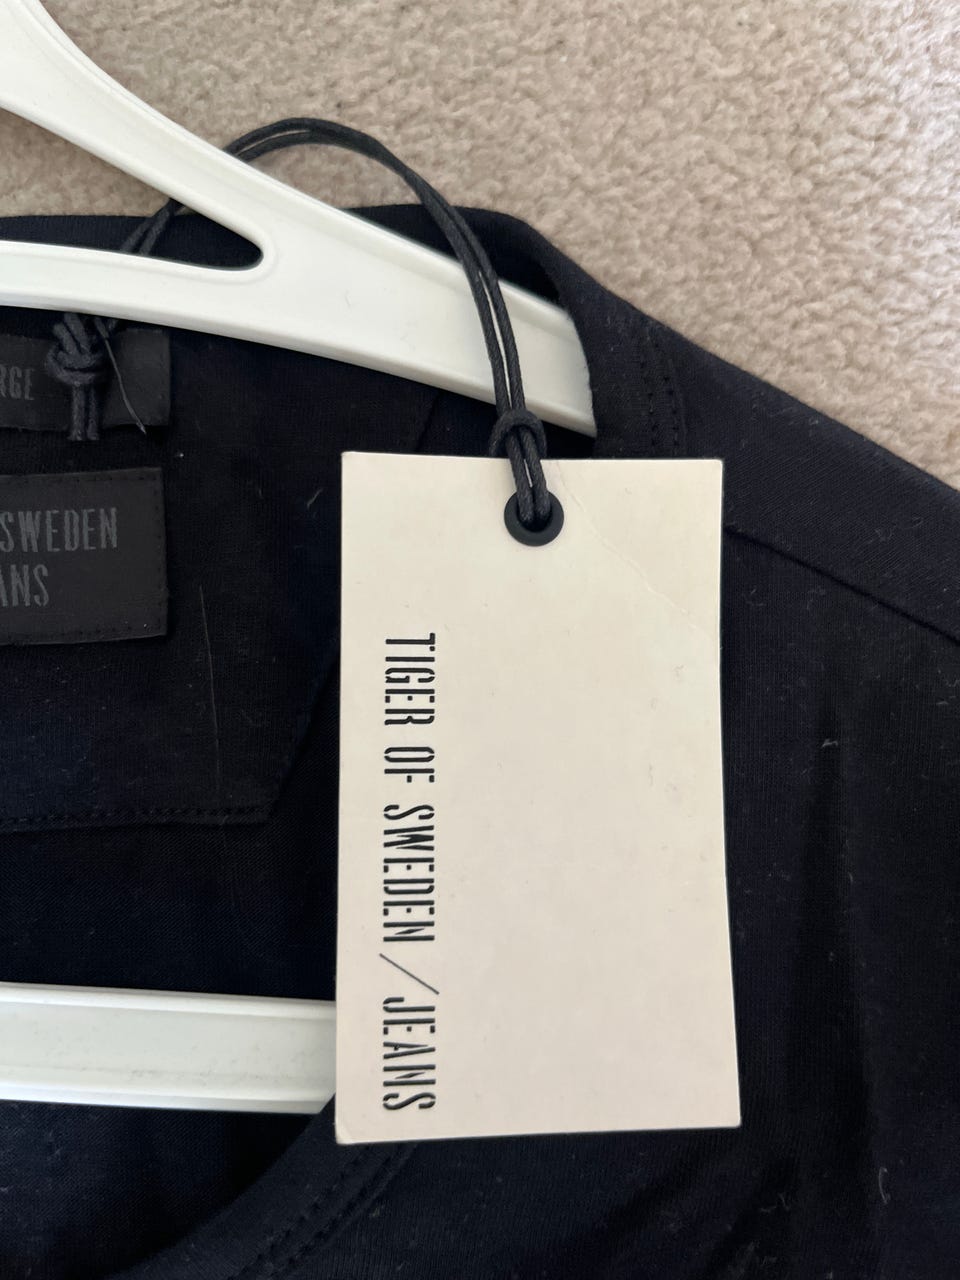 RGE
SWEDEN
ANS
TIGER OF SWEDEN / JEANS